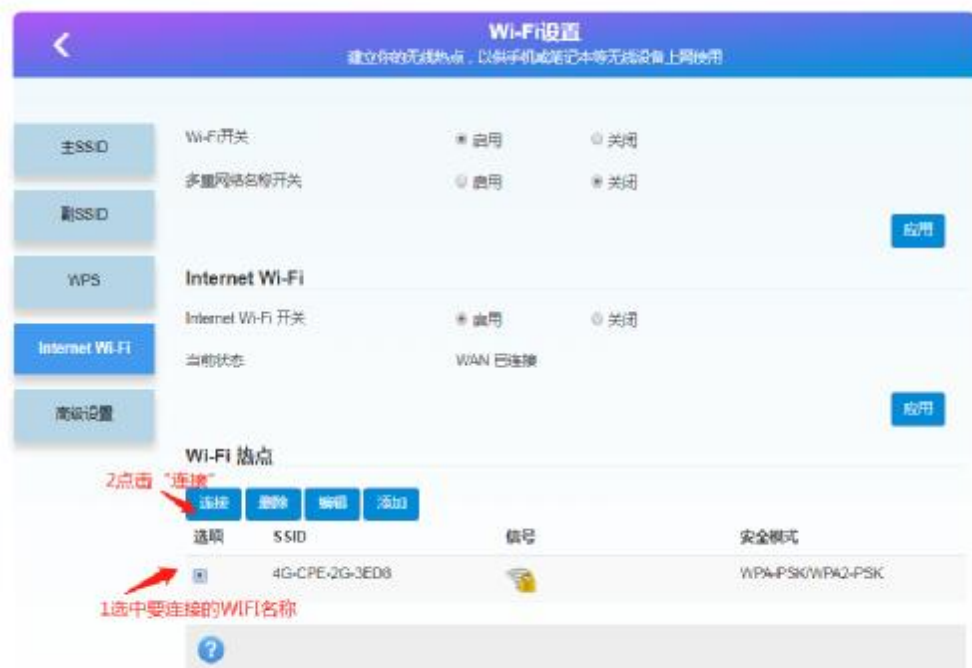 Wi-Fi设置
建立你的无线热点，以供手机或笔记本等无线设备上网使用
主SSID
Wi-Fi开关 启用 关闭
多重网络名称开关 启用 关闭
副SSID
应用
WPS
Internet Wi-Fi
Internet Wi-Fi 开关 启用 关闭
Internet Wi-Fi
当前状态 WAN 已连接
高级设置
应用
Wi-Fi 热点
2点击“连接”
连接 删除 编辑 添加
选项 SSID 信号 安全模式
4G-CPE-2G-3ED8 WPA-PSK/WPA2-PSK
1选中要连接的WIFI名称
?